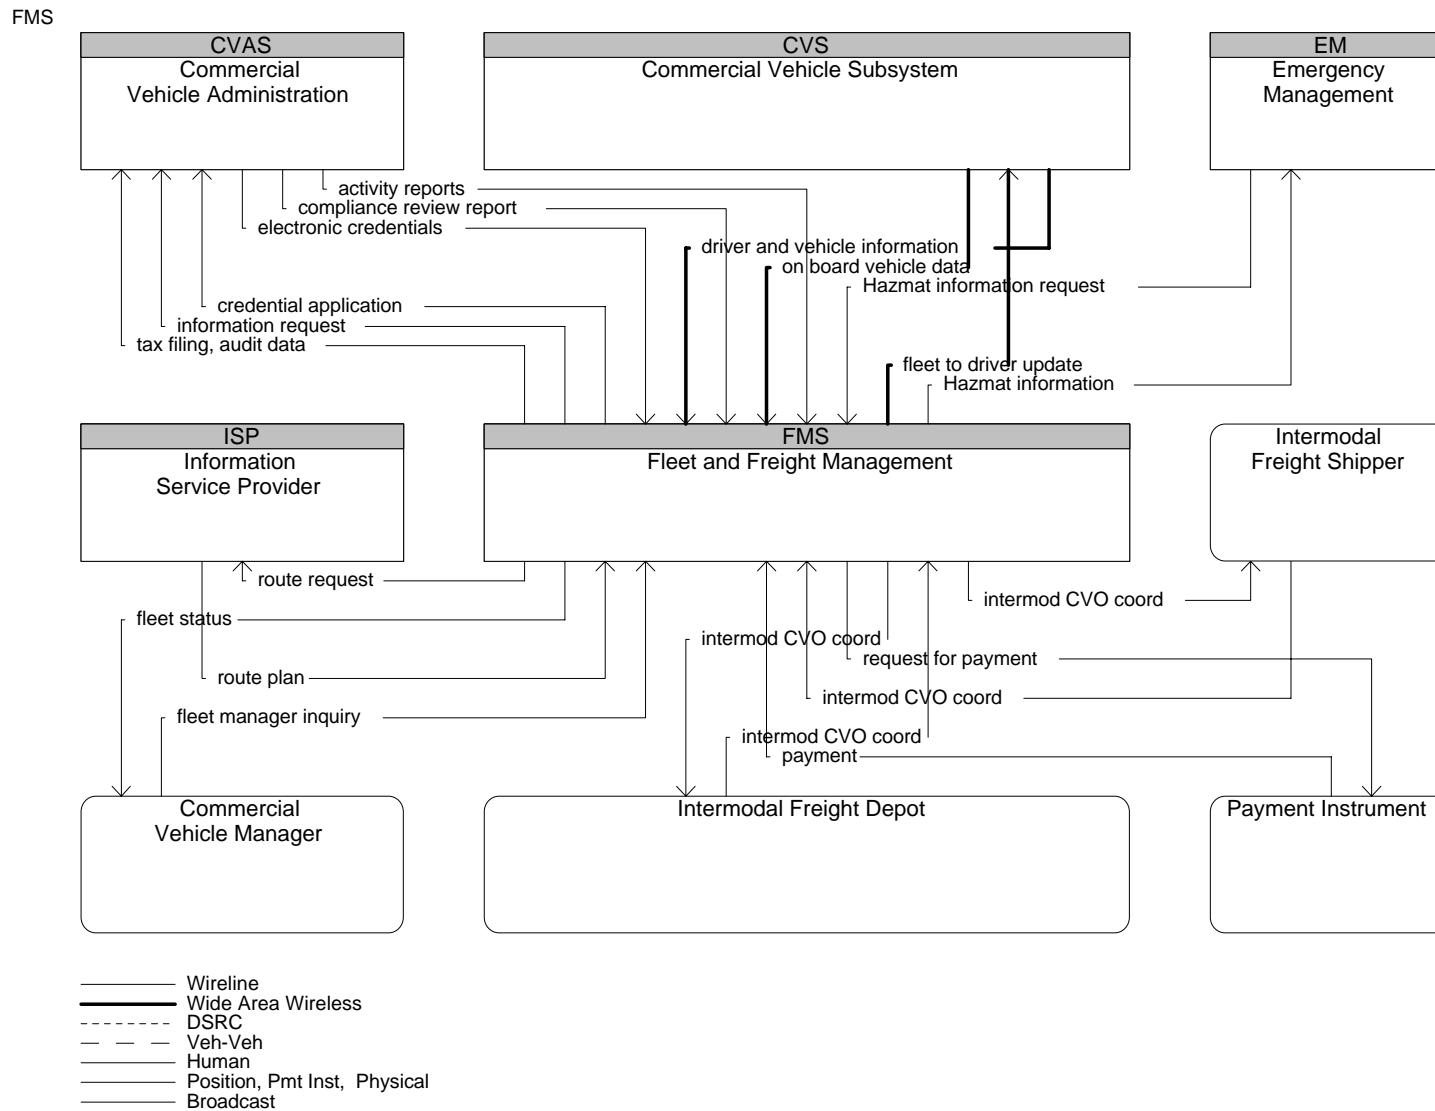 FMS
CVAS
Commercial
Vehicle Administration
CVS
Commercial Vehicle Subsystem
EM
Emergency
Management
activity reports
compliance review report
electronic credentials
driver and vehicle information
on board vehicle data
Hazmat information request
credential application
information request
tax filing, audit data
fleet to driver update
Hazmat information
ISP
Information
Service Provider
FMS
Fleet and Freight Management
Intermodal
Freight Shipper
route request
intermod CVO coord
fleet status
intermod CVO coord
request for payment
route plan
intermod CVO coord
fleet manager inquiry
intermod CVO coord
payment
Commercial
Vehicle Manager
Intermodal Freight Depot
Payment Instrument
Wireline
Wide Area Wireless
DSRC
Veh-Veh
Human
Position, Pmt Inst, Physical
Broadcast